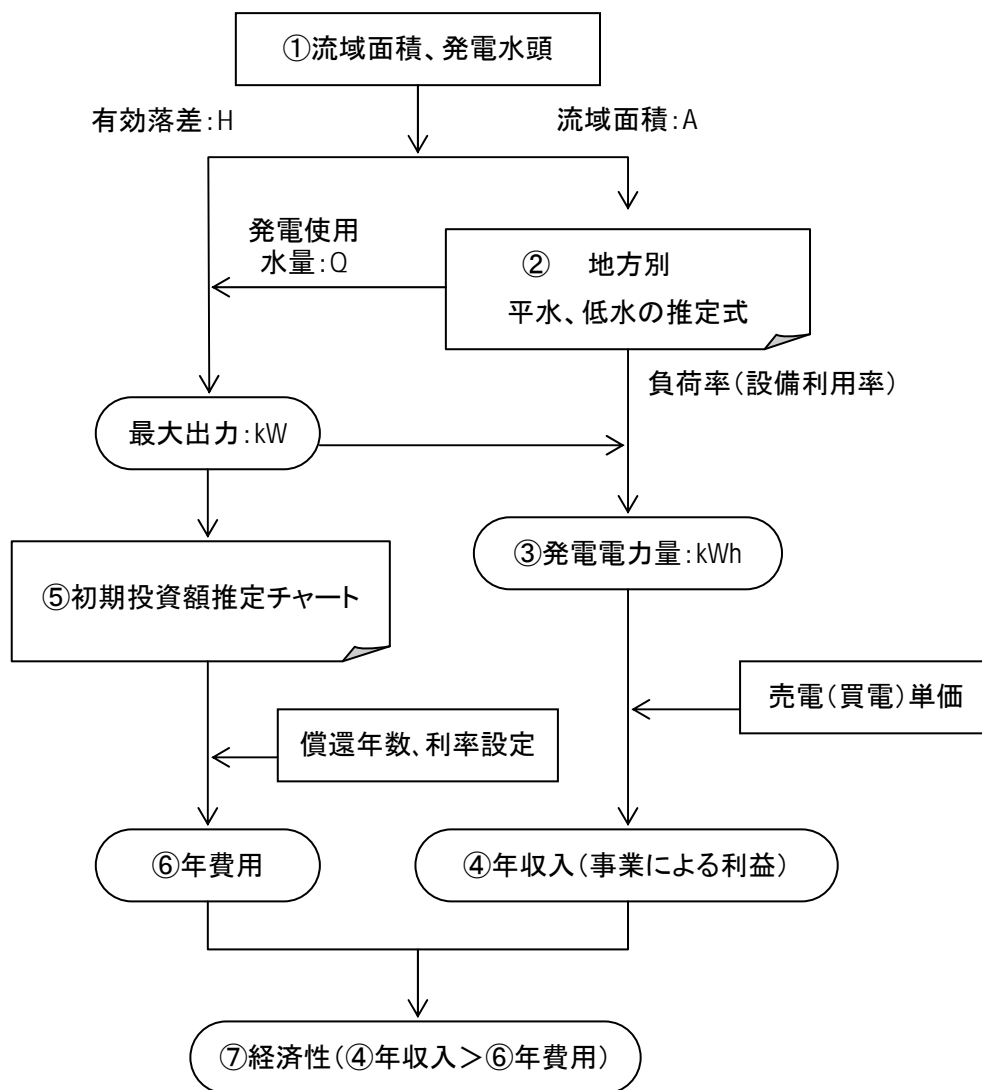 ①流域面積、発電水頭
有効落差:H
流域面積:A
発電使用
水量:Q
② 地方別
平水、低水の推定式
負荷率(設備利用率)
最大出力:kW
③発電電力量:kWh
⑤初期投資額推定チャート
売電(買電)単価
償還年数、利率設定
⑥年費用
④年収入(事業による利益)
⑦経済性(④年収入>⑥年費用)